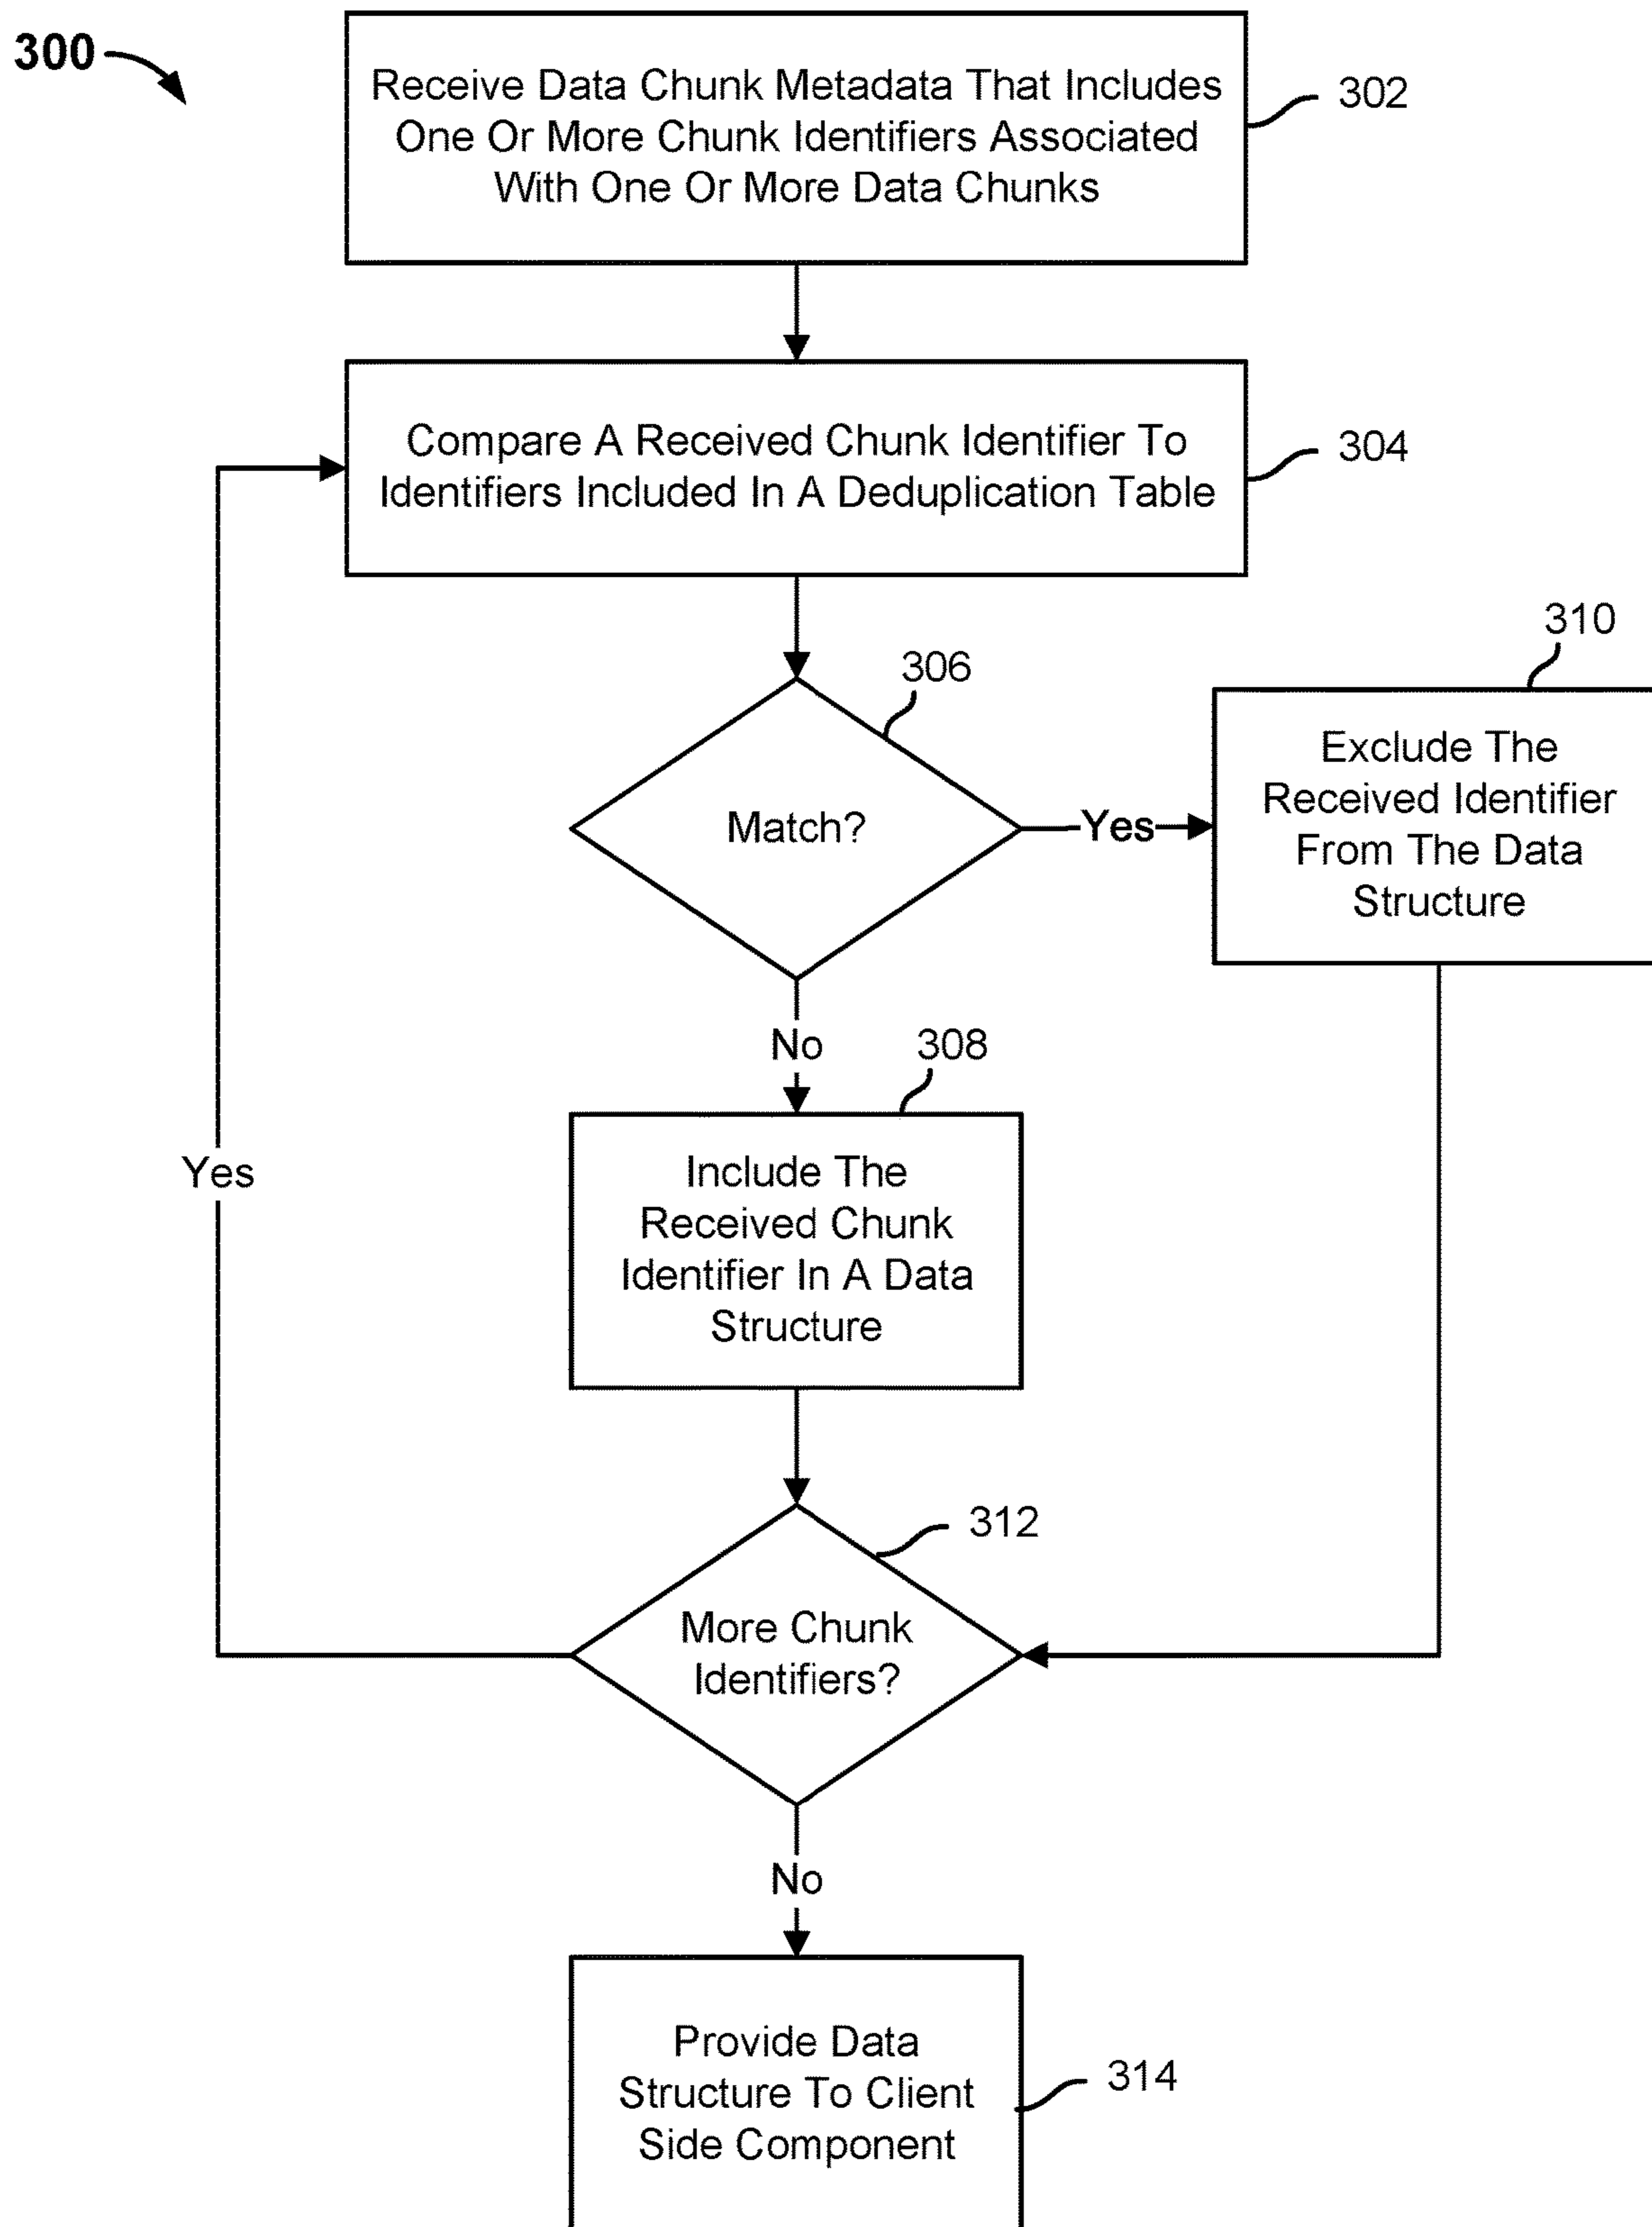 300
Receive Data Chunk Metadata That Includes
One Or More Chunk Identifiers Associated
With One Or More Data Chunks
302
Compare A Received Chunk Identifier To
Identifiers Included In A Deduplication Table
304
306
Match?
Yes
310
Exclude The
Received Identifier
From The Data
Structure
No
308
Include The
Received Chunk
Identifier In A Data
Structure
Yes
312
More Chunk
Identifiers?
No
Provide Data
Structure To Client
Side Component
314